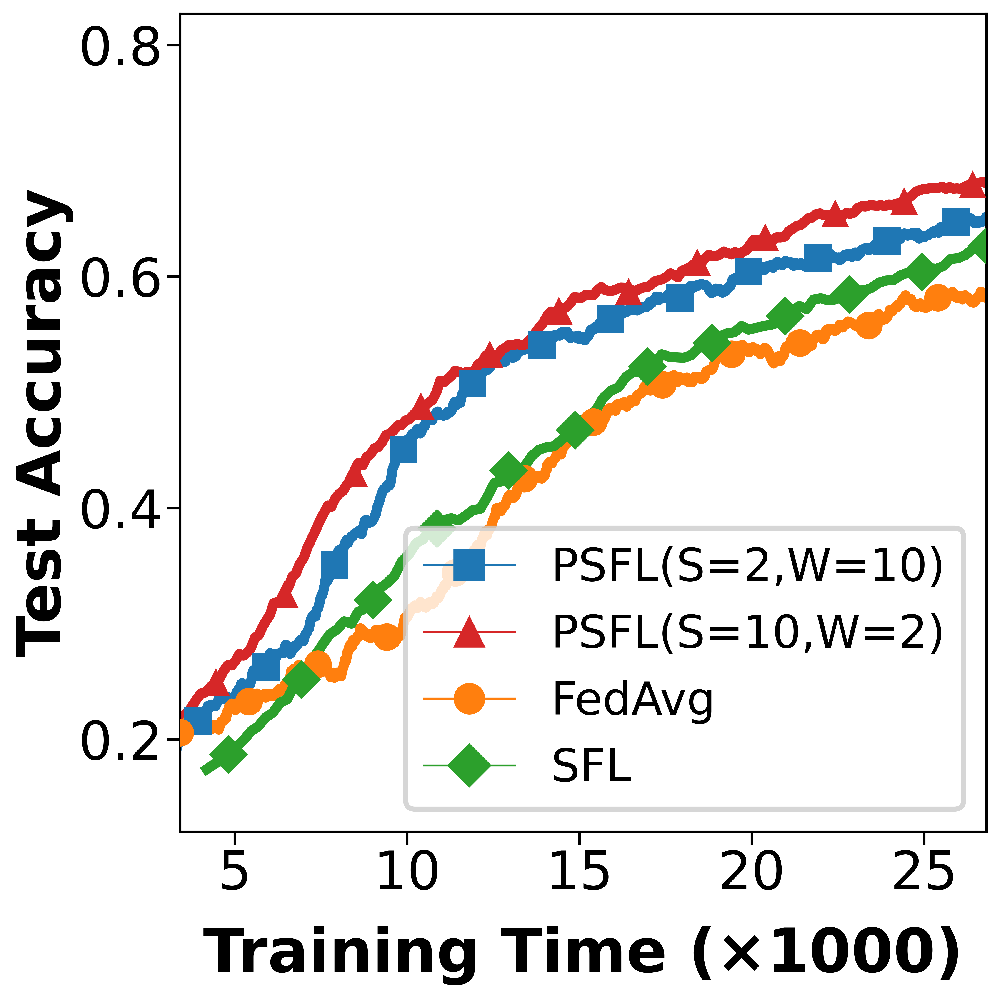 Test Accuracy
0.8
0.6
0.4
0.2
PSFL(S=2,W=10)
PSFL(S=10,W=2)
FedAvg
SFL
5 10 15 20 25
Training Time (×1000)